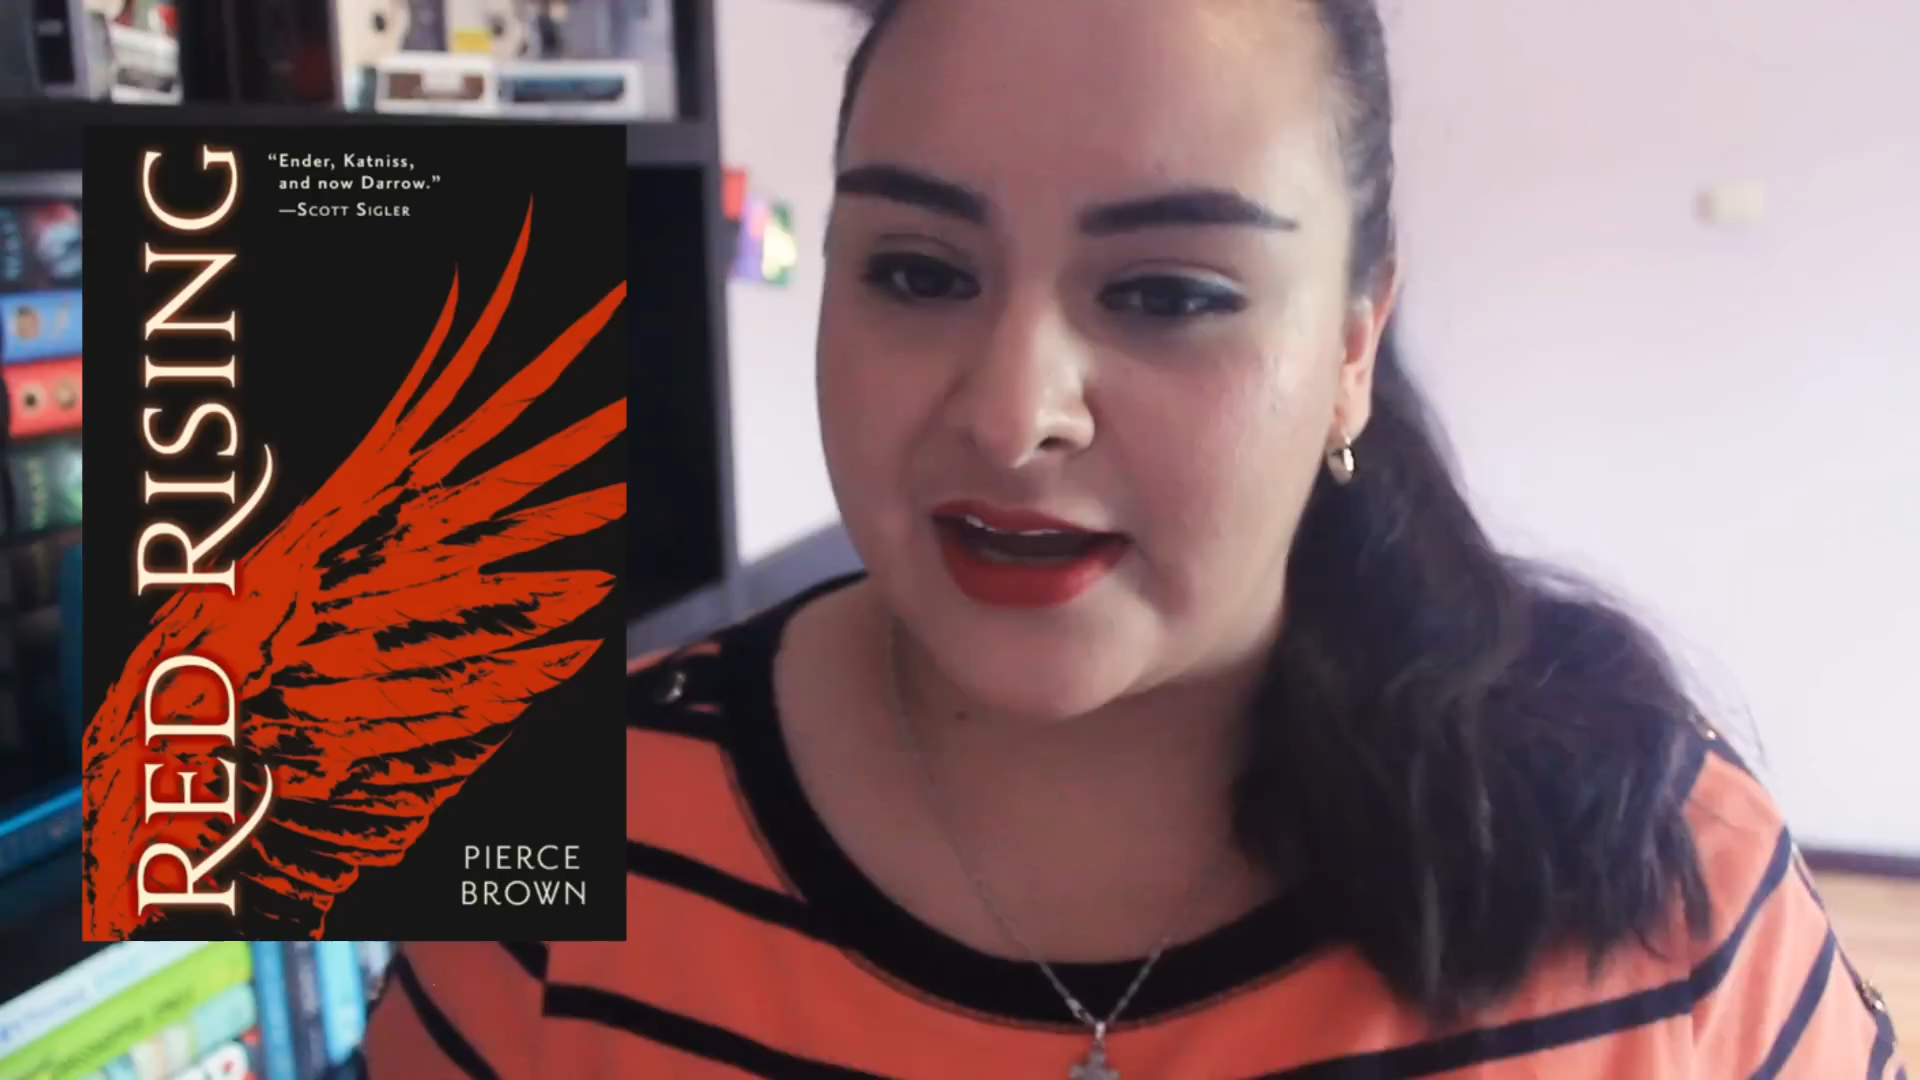 RED RISING
“Ender, Katniss,
and now Darrow.”
—SCOTT SIGLER
PIERCE
BROWN